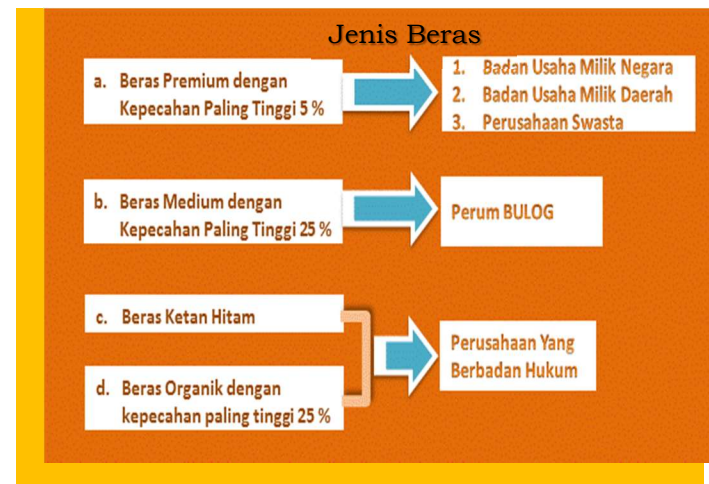 Jenis Beras
a. Beras Premium dengan
Kepecahan Paling Tinggi 5 %
1. Badan Usaha Milik Negara
2. Badan Usaha Milik Daerah
3. Perusahaan Swasta
b. Beras Medium dengan
Kepecahan Paling Tinggi 25 %
Perum BULOG
c. Beras Ketan Hitam
d. Beras Organik dengan
kepecahan paling tinggi 25 %
Perusahaan Yang
Berbadan Hukum